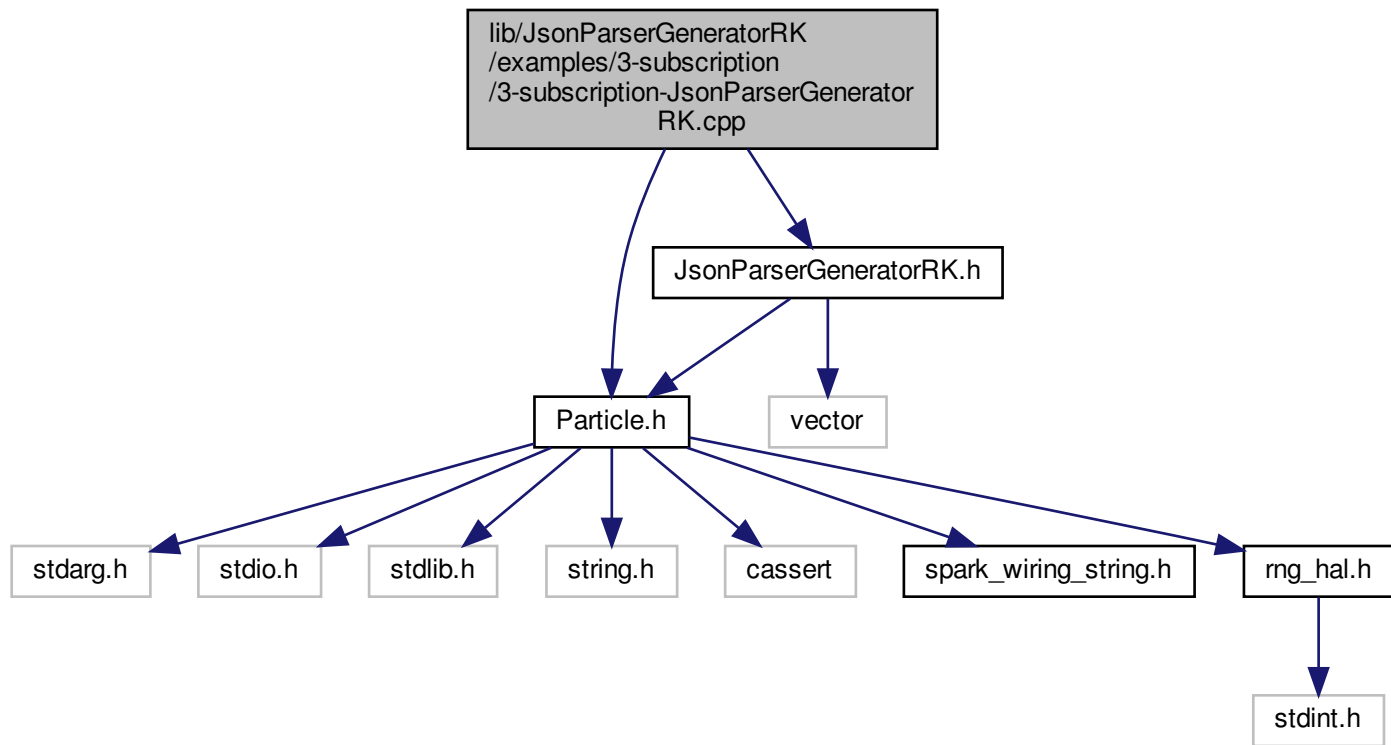 lib/JsonParserGeneratorRK
/examples/3-subscription
/3-subscription-JsonParserGenerator
RK.cpp
JsonParserGeneratorRK.h
Particle.h
vector
stdarg.h
stdio.h
stdlib.h
string.h
cassert
spark_wiring_string.h
rng_hal.h
stdint.h